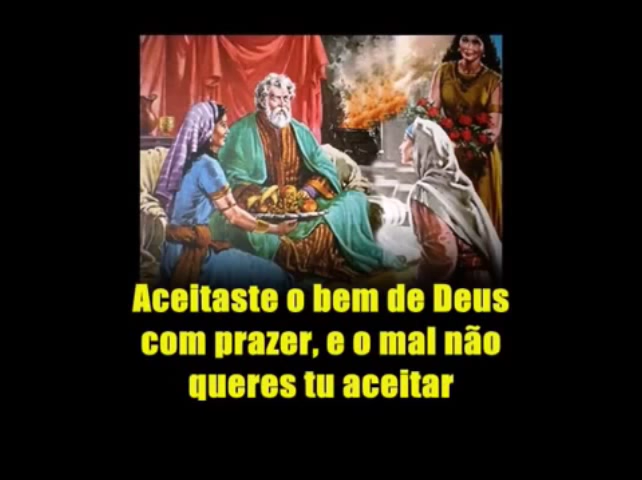 Aceitaste o bem de Deus
com prazer, e o mal não
queres tu aceitar